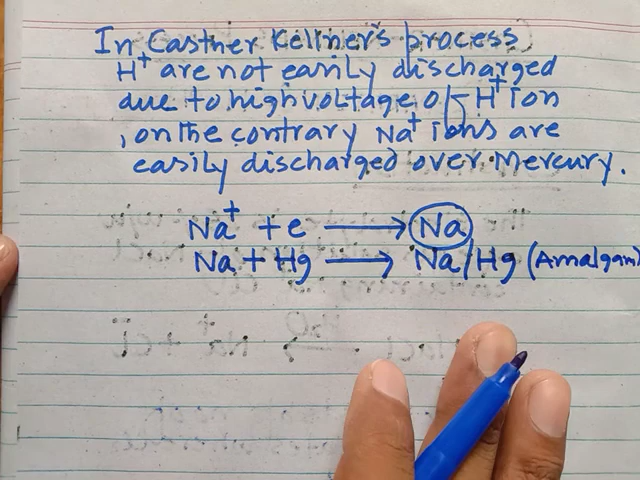 In Castner Kellner's process
H⁺ are not easily discharged
due to high voltage of H⁺ ion
, on the contrary Na⁺ ions are
easily discharged over Mercury.
Na⁺ + e ⟶ Na
Na + Hg ⟶ Na/Hg (Amalgam)